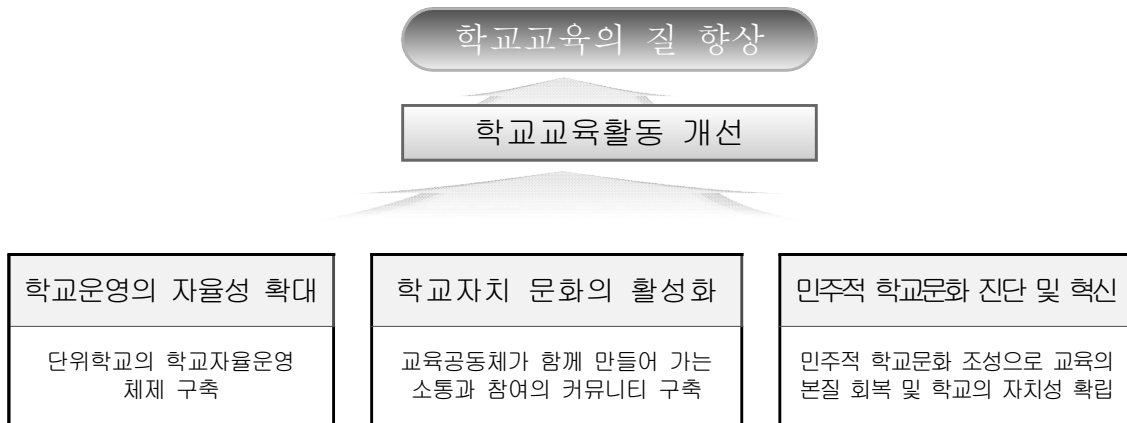 학교교육의 질 향상
학교교육활동 개선
학교운영의 자율성 확대
단위학교의 학교자율운영
체제 구축
학교자치 문화의 활성화
교육공동체가 함께 만들어 가는
소통과 참여의 커뮤니티 구축
민주적 학교문화 진단 및 혁신
민주적 학교문화 조성으로 교육의
본질 회복 및 학교의 자치성 확립